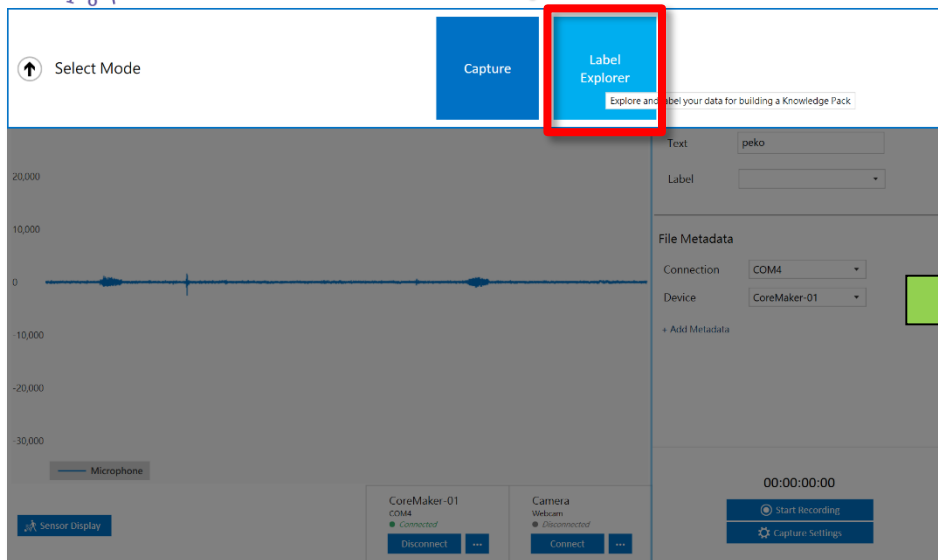 Select Mode
Capture
Label
Explorer
Explore and label your data for building a Knowledge Pack
Text
peko
Label
20,000
10,000
0
-10,000
-20,000
-30,000
File Metadata
Connection
COM4
Device
CoreMaker-01
+ Add Metadata
Microphone
Sensor Display
CoreMaker-01
COM4
Connected
Disconnect
...
Camera
Webcam
Disconnected
Connect
...
00:00:00:00
Start Recording
Capture Settings